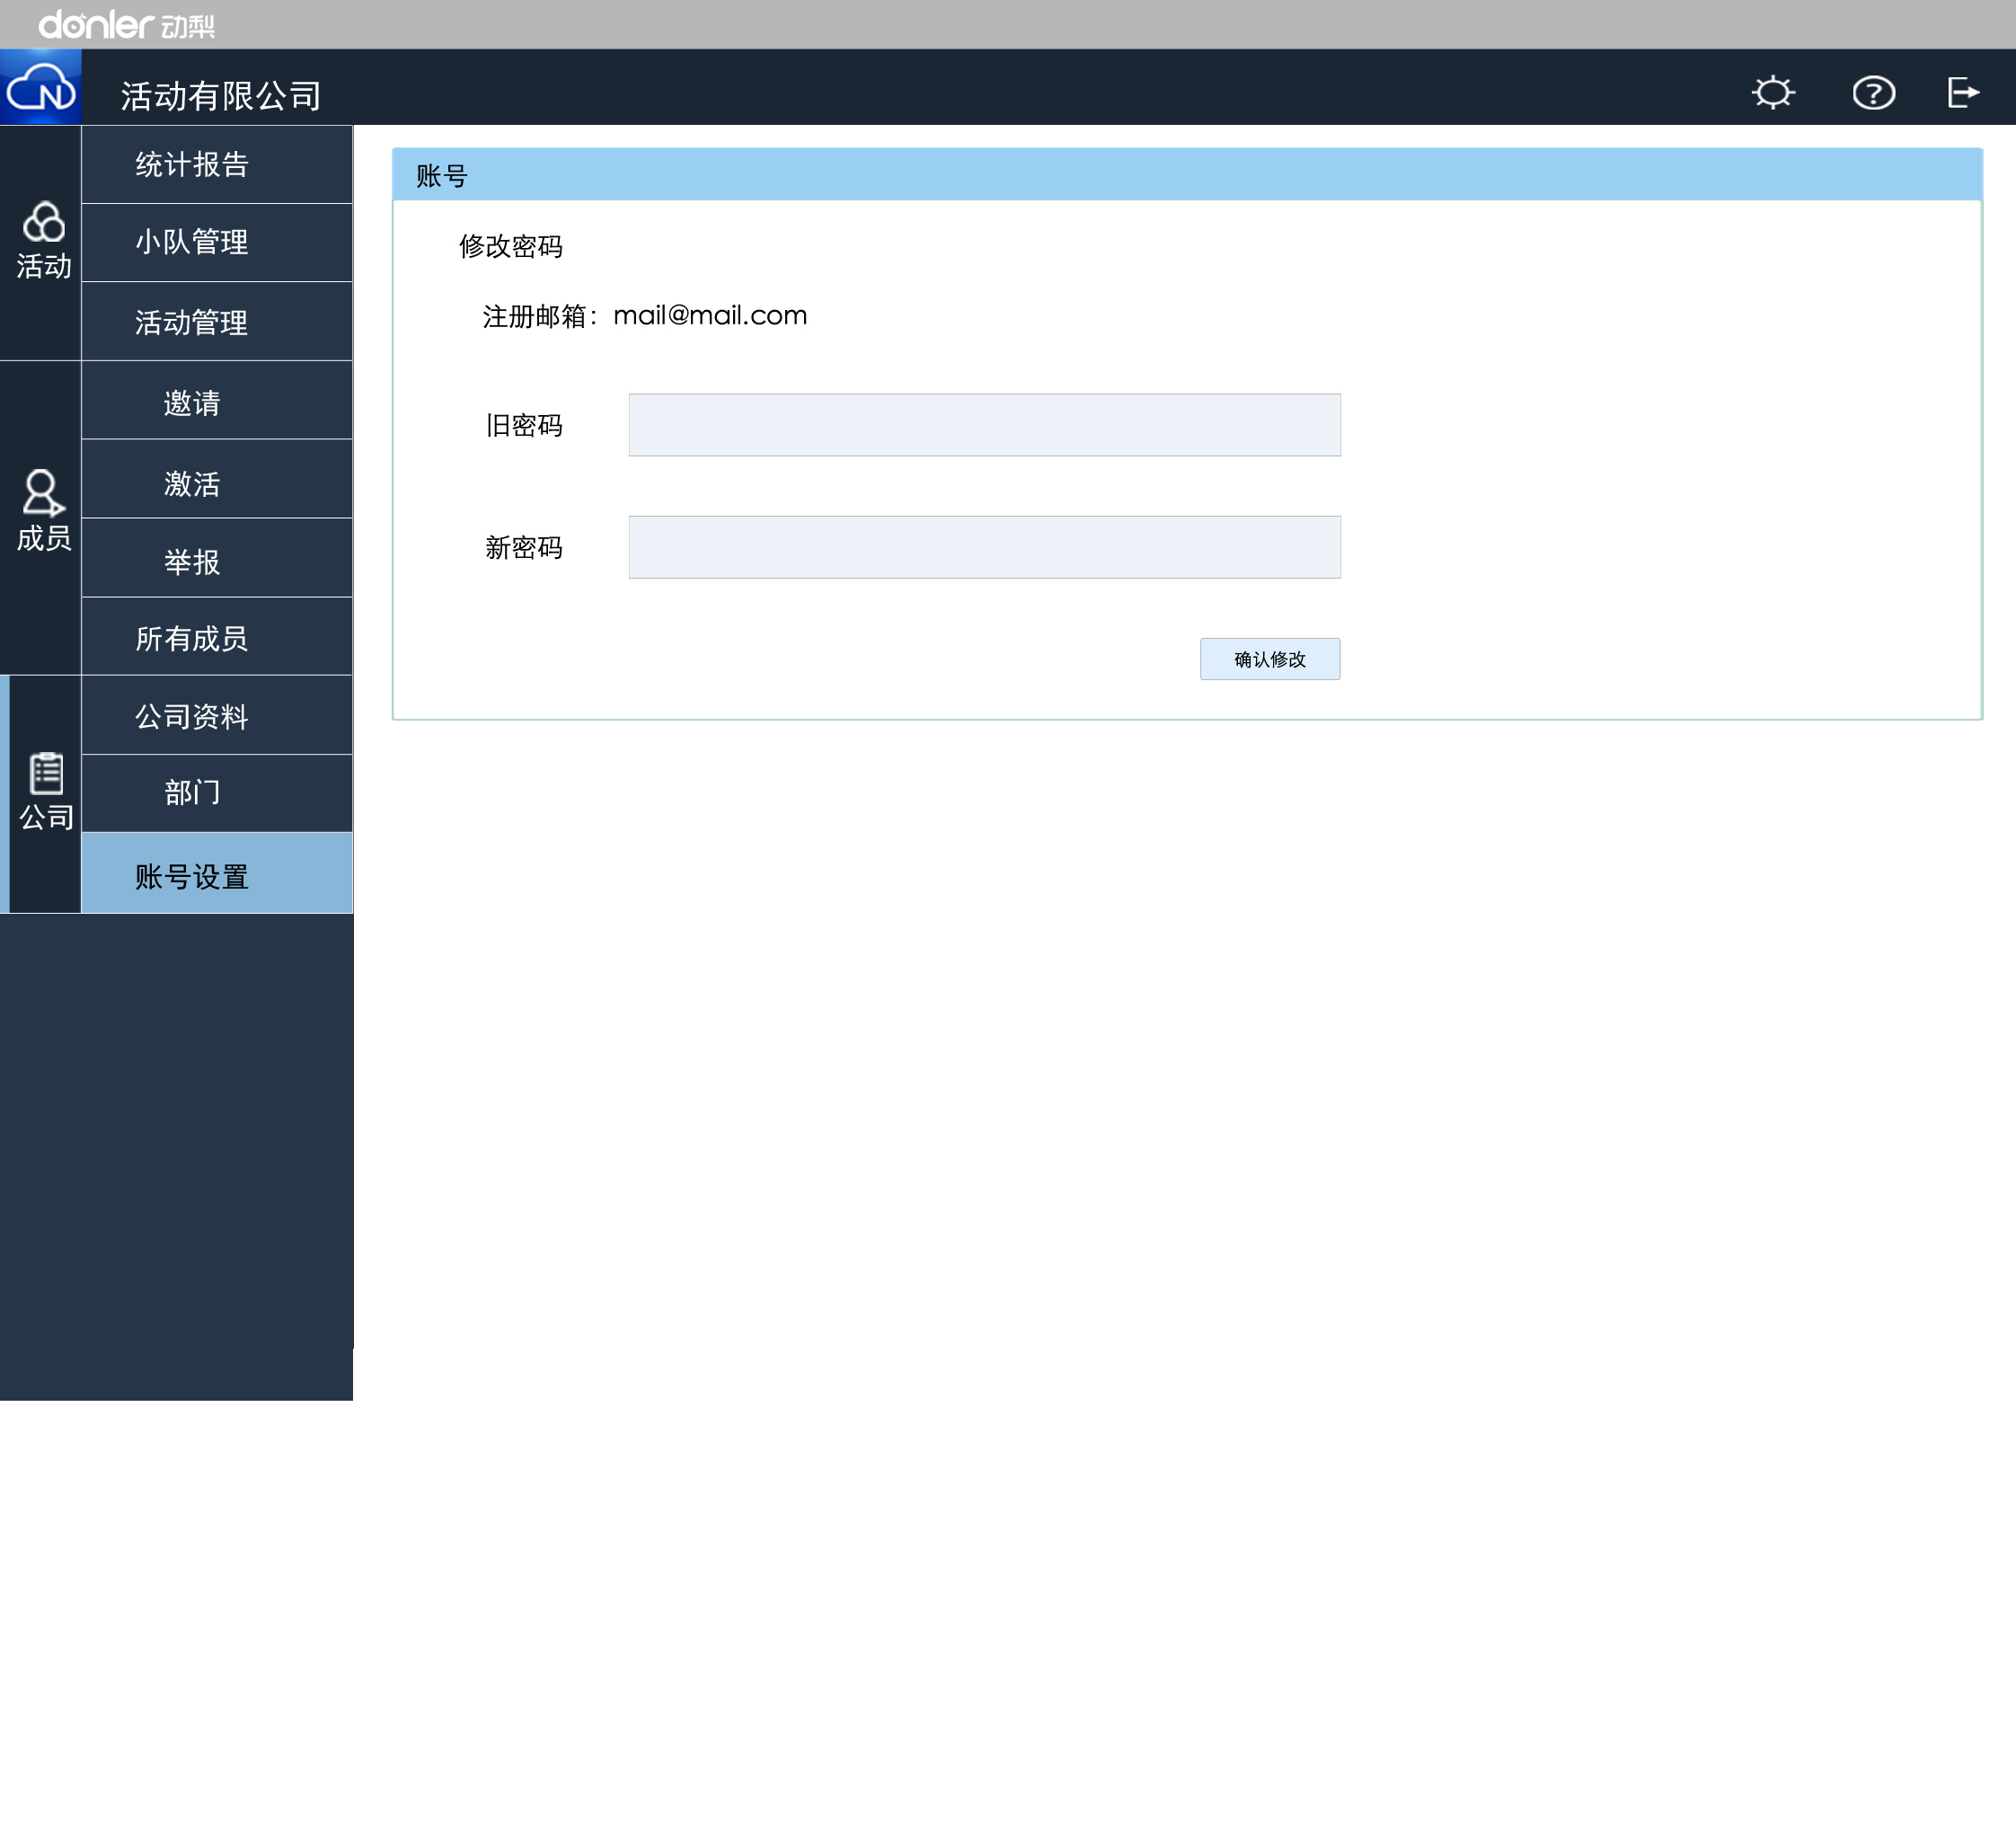 donler 动梨
N 活动有限公司
?
活动
统计报告
小队管理
活动管理
成员
邀请
激活
举报
所有成员
公司
公司资料
部门
账号设置
账号
修改密码
注册邮箱：mail@mail.com
旧密码
新密码
确认修改